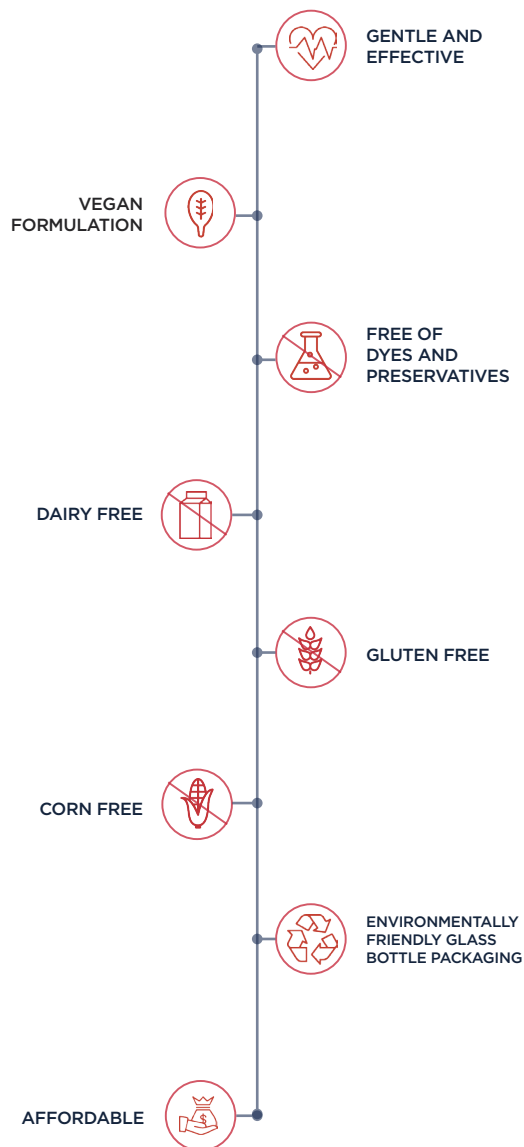 GENTLE AND
EFFECTIVE
VEGAN
FORMULATION
FREE OF
DYES AND
PRESERVATIVES
DAIRY FREE
GLUTEN FREE
CORN FREE
ENVIRONMENTALLY
FRIENDLY GLASS
BOTTLE PACKAGING
$
AFFORDABLE